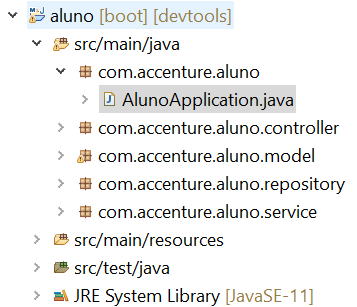 aluno [boot] [devtools]
src/main/java
com.accenture.aluno
AlunoApplication.java
com.accenture.aluno.controller
com.accenture.aluno.model
com.accenture.aluno.repository
com.accenture.aluno.service
src/main/resources
src/test/java
JRE System Library [JavaSE-11]